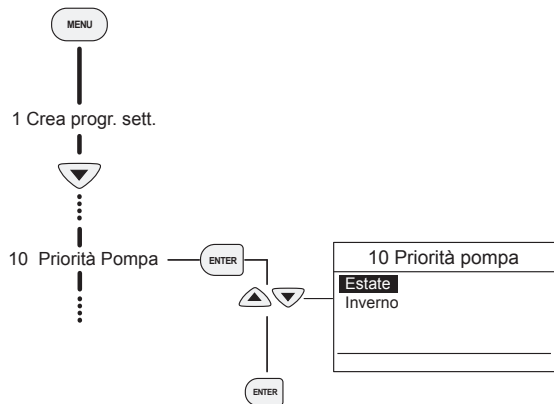 MENU
1 Crea progr. sett.
10 Priorità Pompa
ENTER
10 Priorità pompa
Estate
Inverno
ENTER